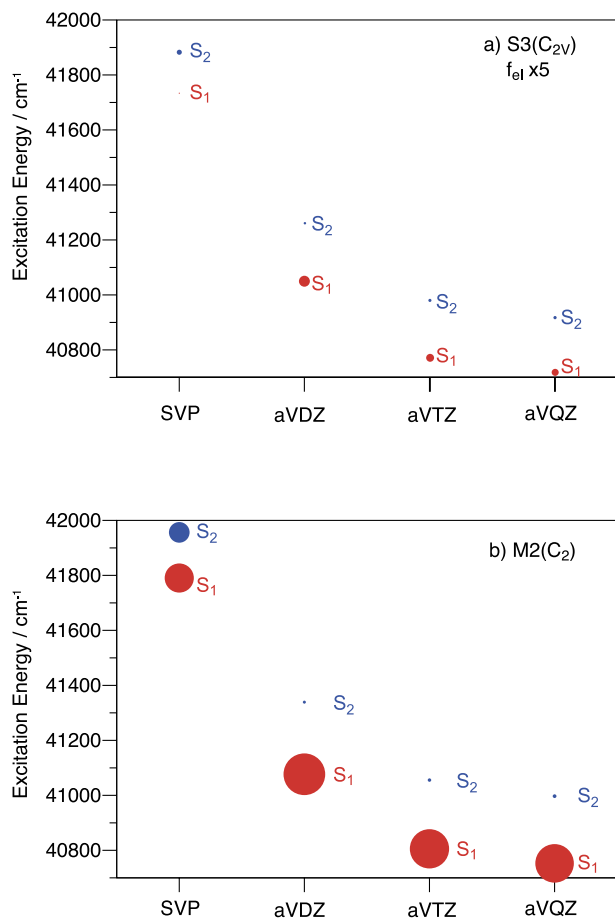 42000
a) S3(C2V)
fel x5
S2
41800
S1
41600
41400
S2
41200
S1
41000
S2
S2
40800
S1
S1
Excitation Energy / cm-1
SVP aVDZ aVTZ aVQZ
42000
S2
b) M2(C2)
41800
S1
41600
41400
S2
41200
S1
41000
S2
S2
40800
S1
S1
Excitation Energy / cm-1
SVP aVDZ aVTZ aVQZ